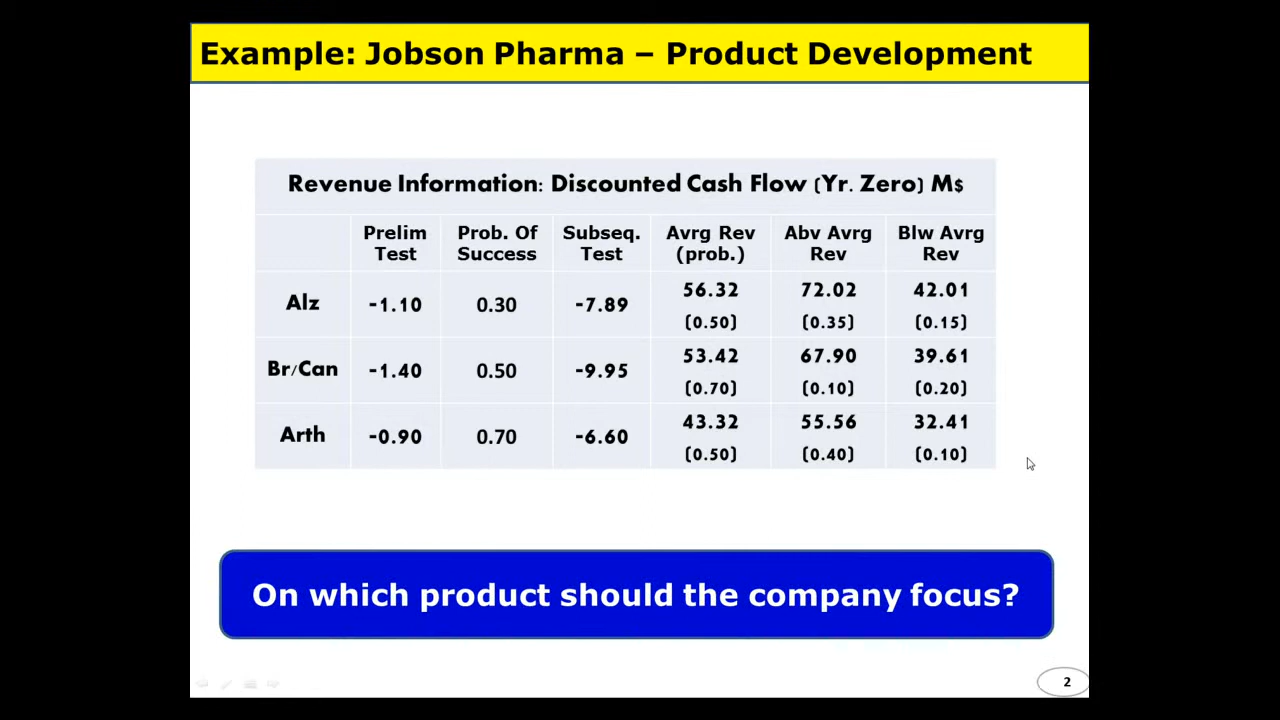 Example: Jobson Pharma – Product Development
Revenue Information: Discounted Cash Flow (Yr. Zero) M$
Prelim Test Prob. Of Success Subseq. Test Avrg Rev (prob.) Abv Avrg Rev Blw Avrg Rev
Alz -1.10 0.30 -7.89 56.32 72.02 42.01
(0.50) (0.35) (0.15)
Br/Can -1.40 0.50 -9.95 53.42 67.90 39.61
(0.70) (0.10) (0.20)
Arth -0.90 0.70 -6.60 43.32 55.56 32.41
(0.50) (0.40) (0.10)
On which product should the company focus?
2